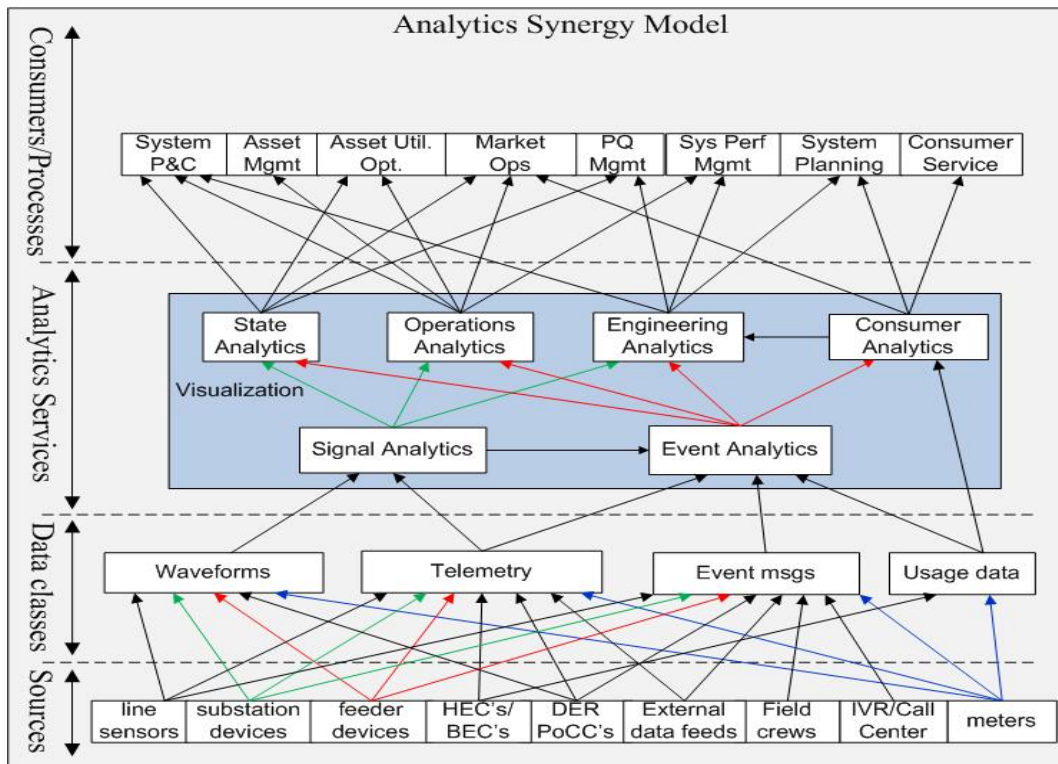 Analytics Synergy Model
Consumers/Processes
System
P&C
Asset
Mgmt
Asset Util.
Opt.
Market
Ops
PQ
Mgmt
Sys Perf
Mgmt
System
Planning
Consumer
Service
Analytics Services
State
Analytics
Operations
Analytics
Engineering
Analytics
Consumer
Analytics
Visualization
Signal Analytics
Event Analytics
Data classes
Waveforms
Telemetry
Event msgs
Usage data
Sources
line
sensors
substation
devices
feeder
devices
HEC's/
BEC's
DER
PoCC's
External
data feeds
Field
crews
IVR/Call
Center
meters